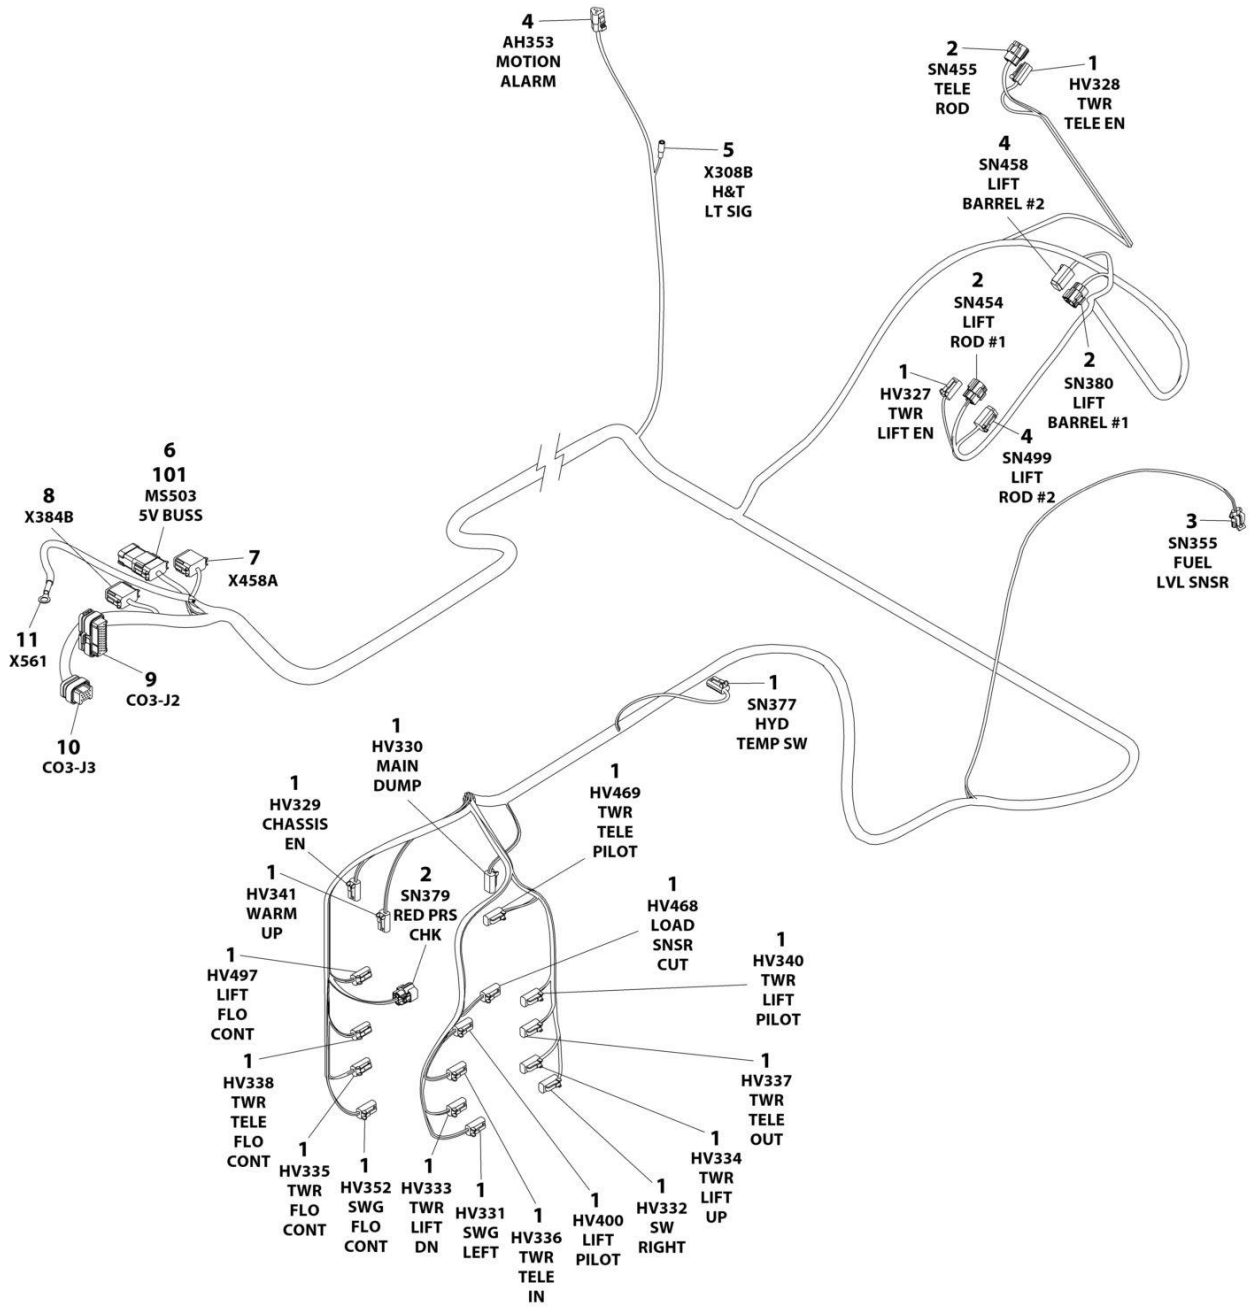 4
AH353
MOTION
ALARM
2
SN455
TELE
ROD
1
HV328
TWR
TELE EN
5
X308B
H&T
LT SIG
4
SN458
LIFT
BARREL #2
2
SN454
LIFT
ROD #1
1
HV327
TWR
LIFT EN
2
SN380
LIFT
BARREL #1
4
SN499
LIFT
ROD #2
3
SN355
FUEL
LVL SNSR
6
101
MS503
5V BUSS
8
X384B
7
X458A
11
X561
9
CO3-J2
10
CO3-J3
1
SN377
HYD
TEMP SW
1
HV330
MAIN
DUMP
1
HV329
CHASSIS
EN
1
HV469
TWR
TELE
PILOT
1
HV341
WARM
UP
2
SN379
RED PRS
CHK
1
HV468
LOAD
SNSR
CUT
1
HV497
LIFT
FLO
CONT
1
HV340
TWR
LIFT
PILOT
1
HV338
TWR
TELE
FLO
CONT
1
HV337
TWR
TELE
OUT
1
HV335
TWR
FLO
CONT
1
HV352
SWG
FLO
CONT
1
HV333
TWR
LIFT
DN
1
HV331
SWG
LEFT
1
HV336
TWR
TELE
IN
1
HV400
LIFT
PILOT
1
HV332
SW
RIGHT
1
HV334
TWR
LIFT
UP